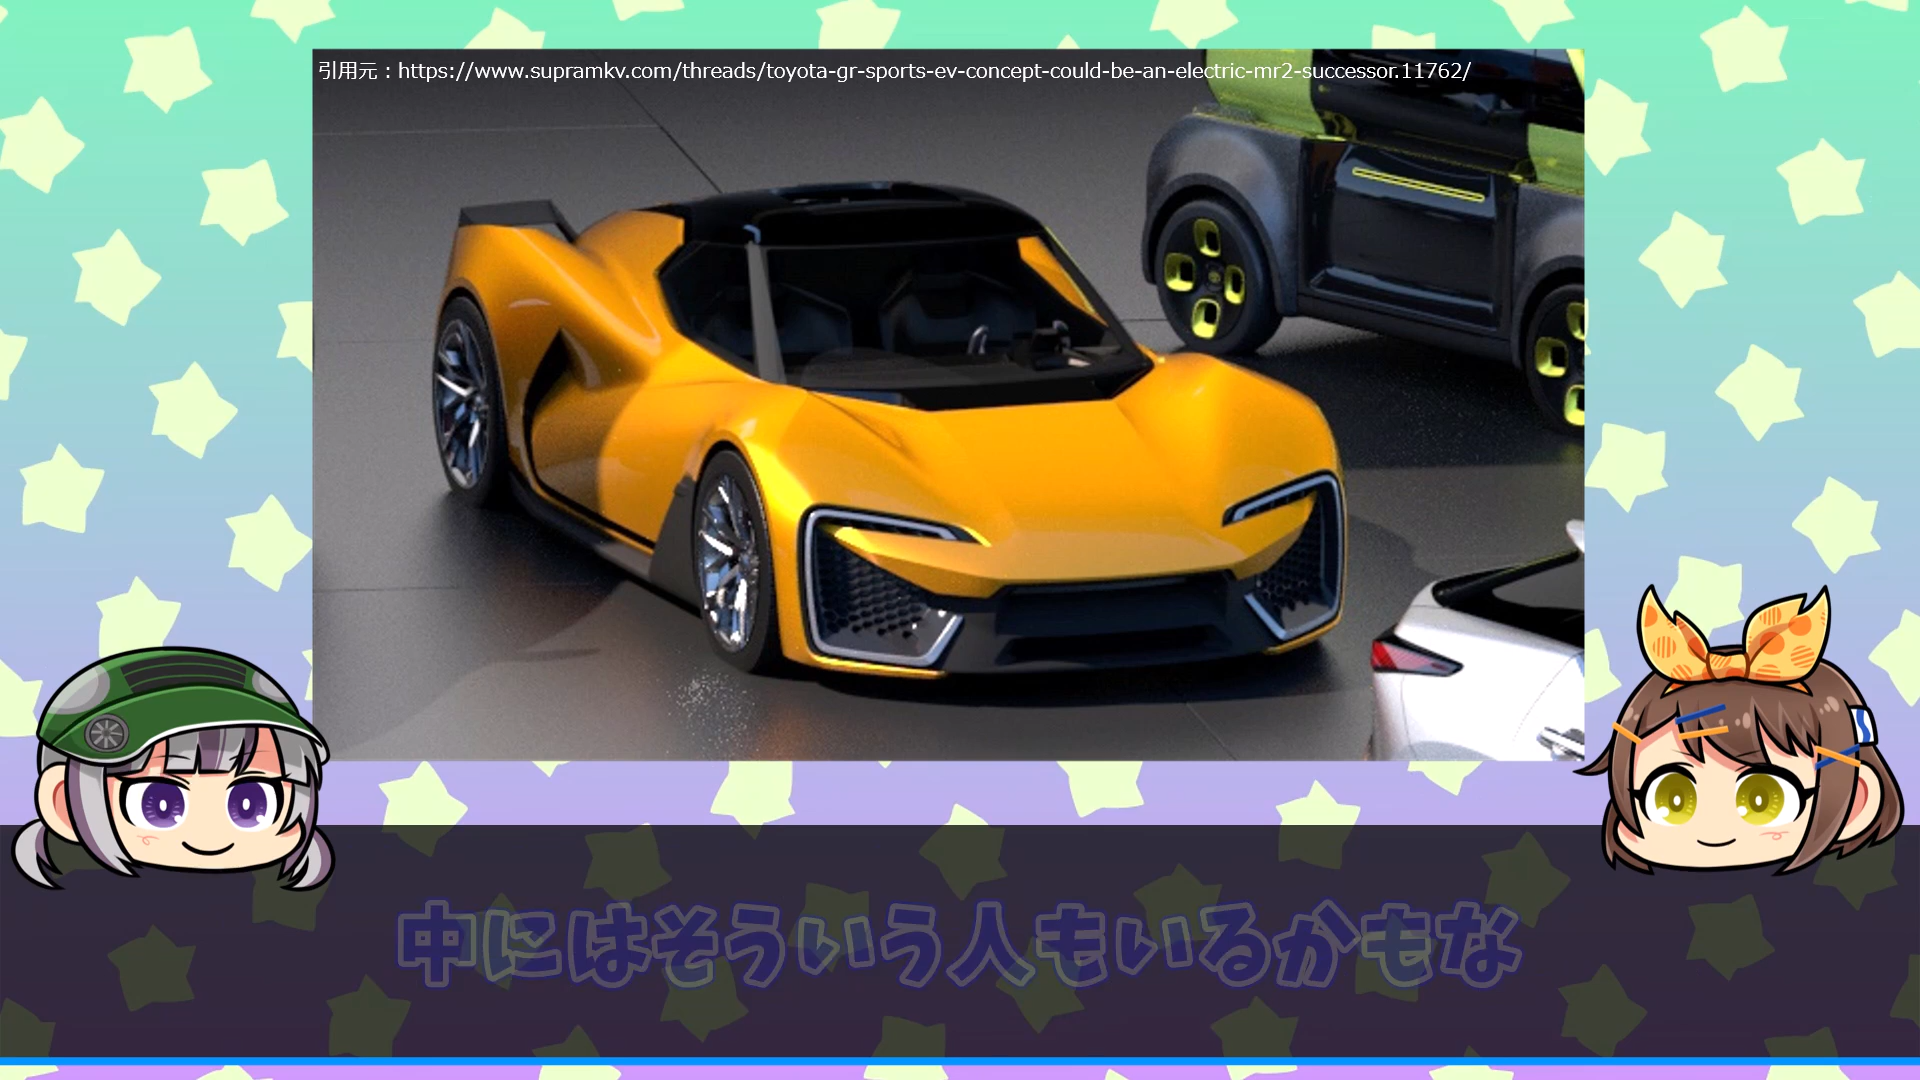 引用元：https://www.supramkv.com/threads/toyota-gr-sports-ev-concept-could-be-an-electric-mr2-successor.11762/
中にはそういう人もいるかもな